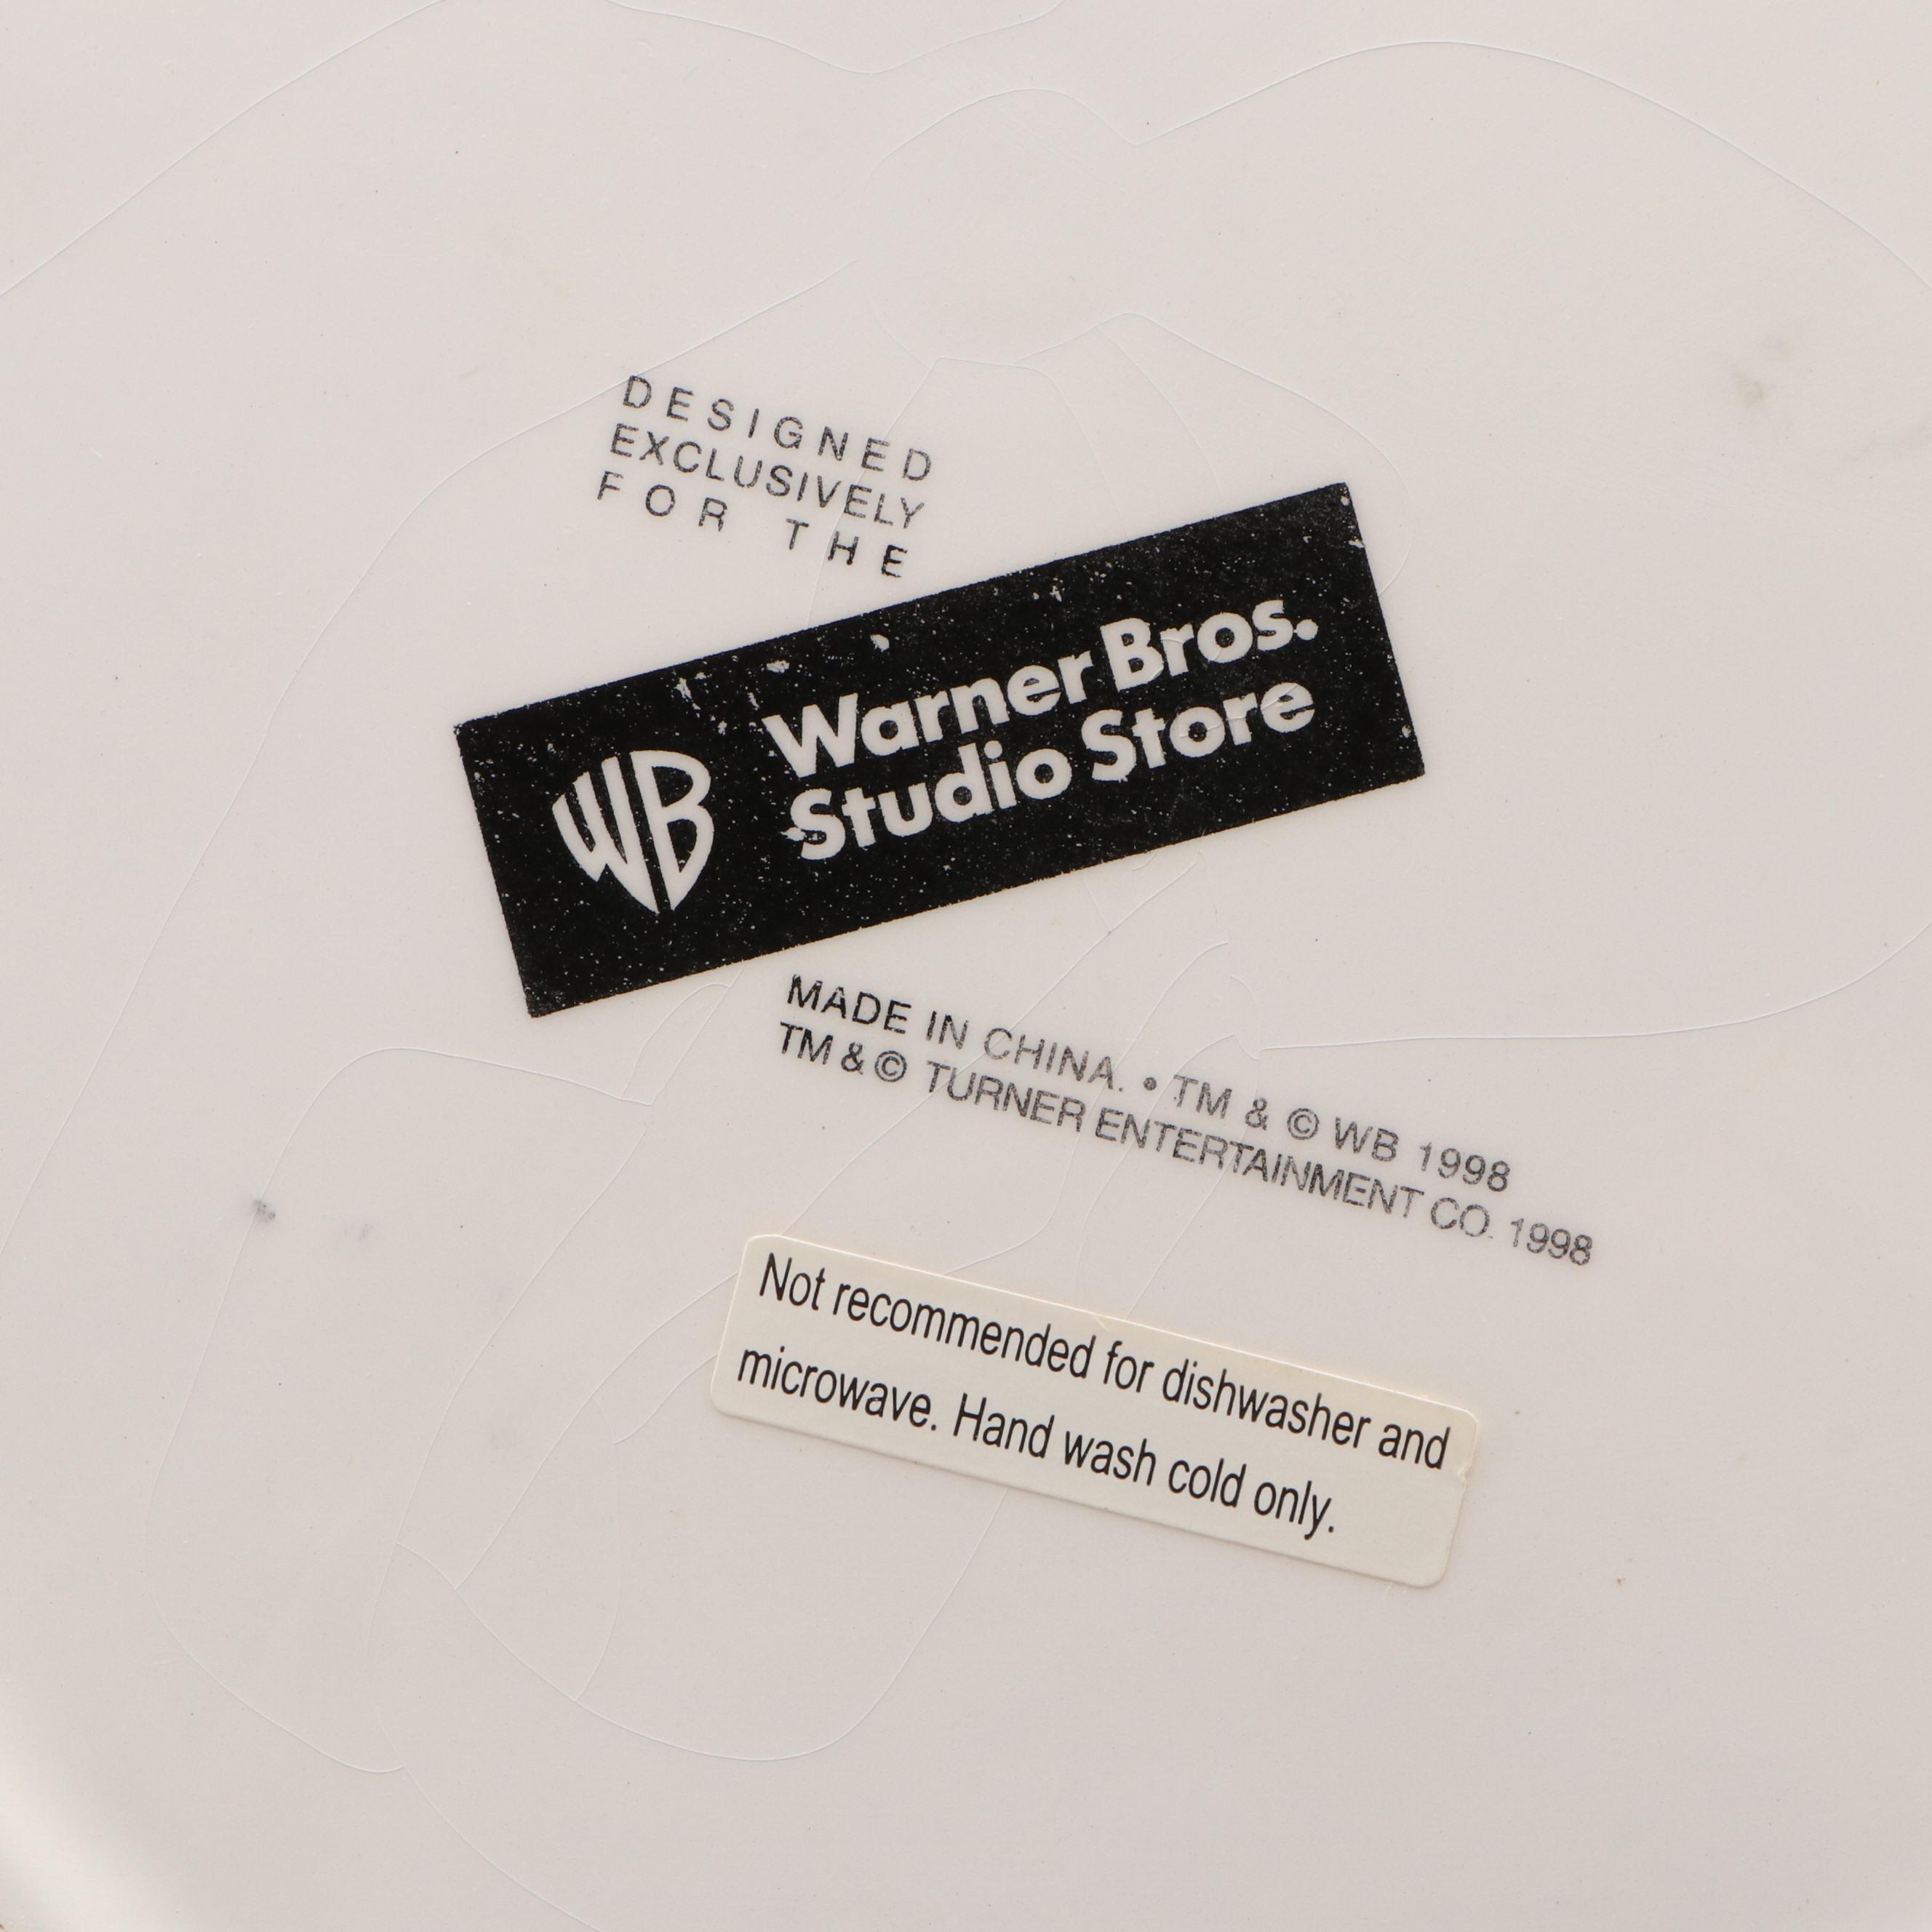 DESIGNED
EXCLUSIVELY
FOR THE
WB
Warner Bros.
Studio Store
MADE IN CHINA. • TM & © WB 1998
TM & © TURNER ENTERTAINMENT CO. 1998
Not recommended for dishwasher and
microwave. Hand wash cold only.